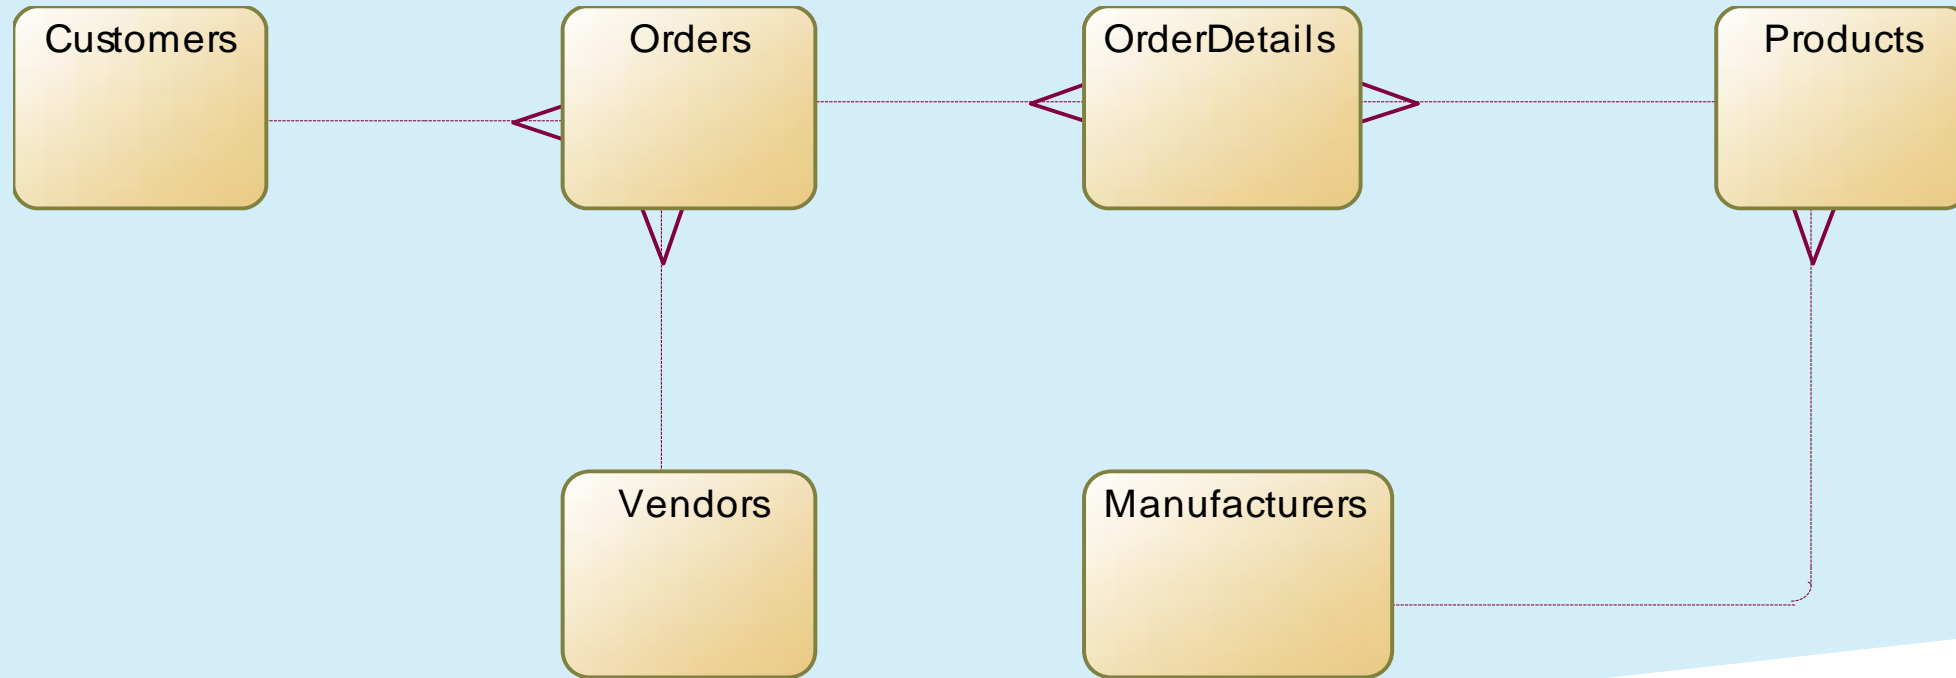 Customers
Orders
OrderDetails
Products
Vendors
Manufacturers